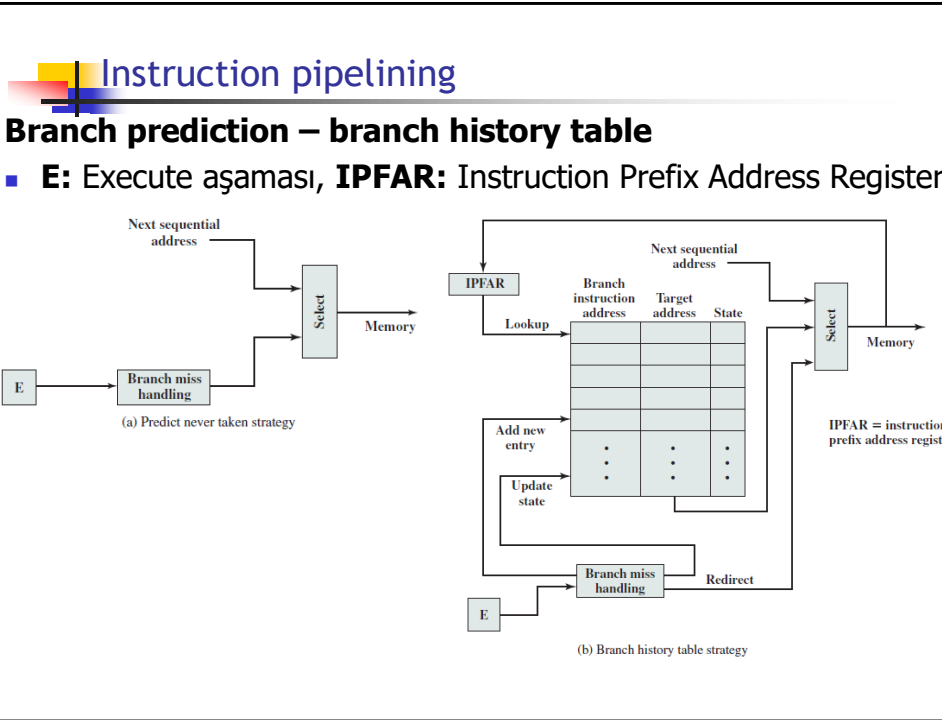 Instruction pipelining
Branch prediction – branch history table
E: Execute aşaması, IPFAR: Instruction Prefix Address Register
Next sequential
address
Select
Memory
E
Branch miss
handling
(a) Predict never taken strategy
IPFAR
Lookup
Branch
instruction
address
Target
address
State
Next sequential
address
Select
Memory
Add new
entry
Update
state
Branch miss
handling
Redirect
E
IPFAR = instruction
prefix address regist
(b) Branch history table strategy